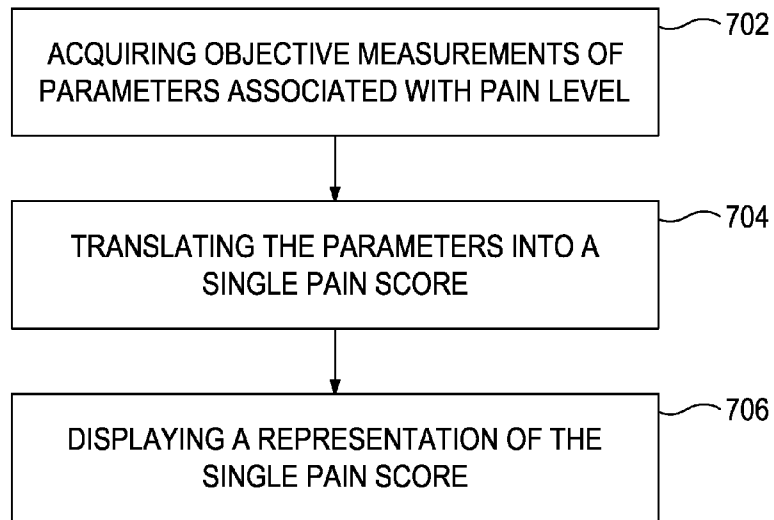 702
ACQUIRING OBJECTIVE MEASUREMENTS OF
PARAMETERS ASSOCIATED WITH PAIN LEVEL
704
TRANSLATING THE PARAMETERS INTO A
SINGLE PAIN SCORE
706
DISPLAYING A REPRESENTATION OF THE
SINGLE PAIN SCORE